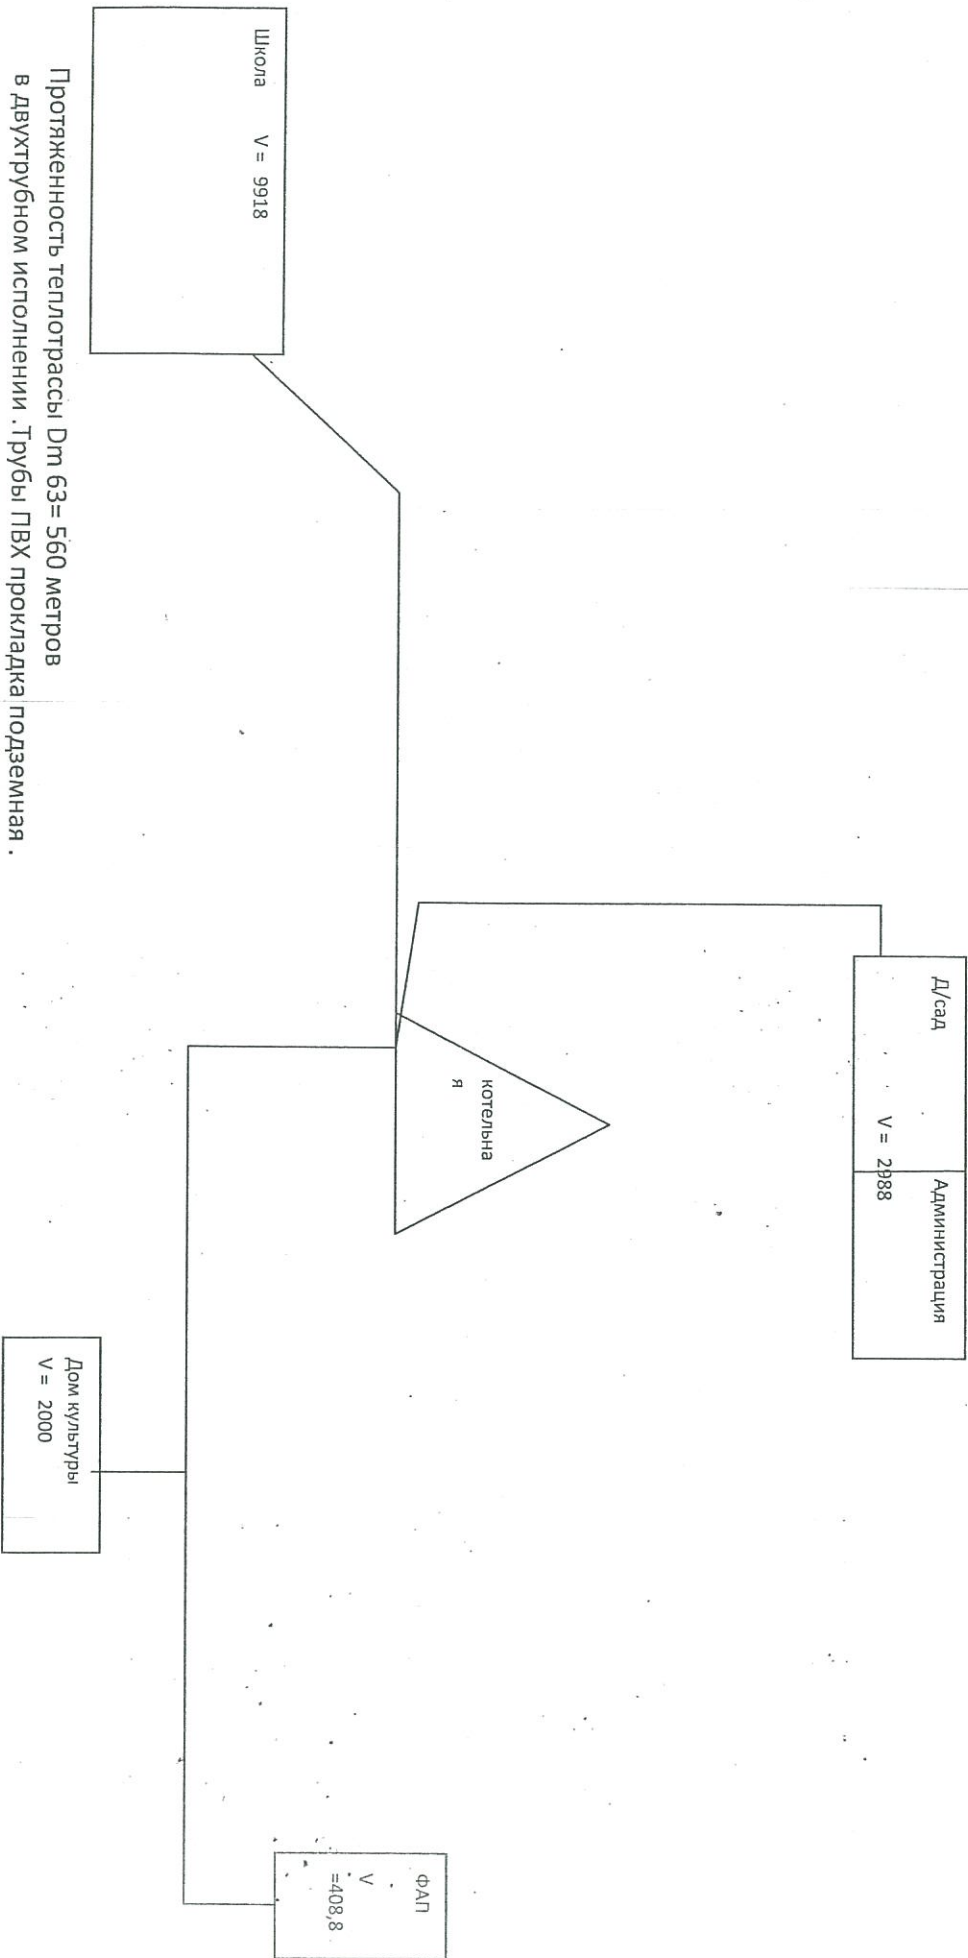 Д/сад
Администрация
V = 2988
котельна
я
ФАП
V
=408,8
Школа V = 9918
Дом культуры
V = 2000
Протяженность теплотрассы Dm 63= 560 метров
в двухтрубном исполнении .Трубы ПВХ прокладка подземная .